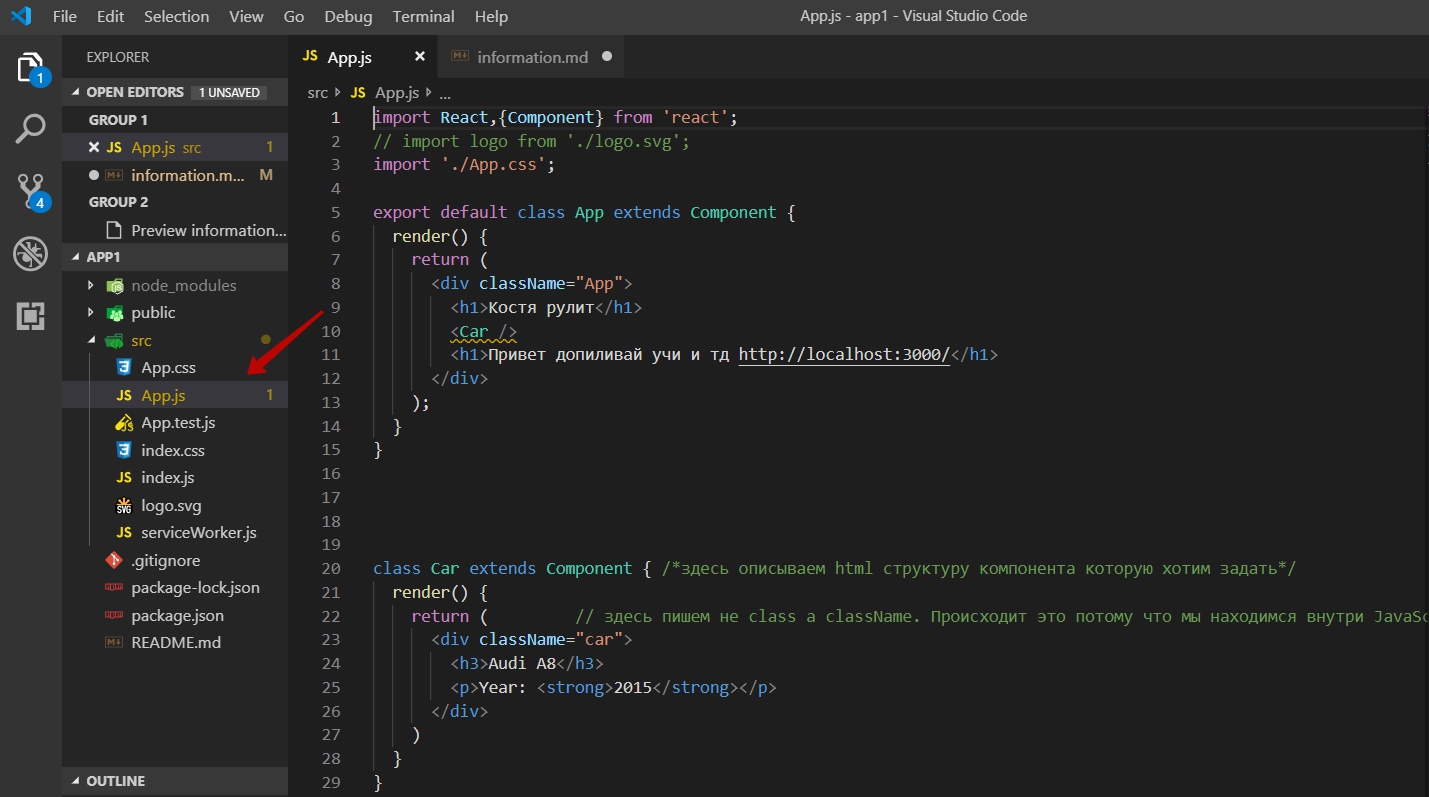 File Edit Selection View Go Debug Terminal Help
App.js - app1 - Visual Studio Code
1
4
EXPLORER
OPEN EDITORS 1 UNSAVED
GROUP 1
JS App.js src 1
information.m... M
GROUP 2
Preview information...
APP1
node_modules
public
src
App.css
JS App.js 1
App.test.js
index.css
JS index.js
SVG logo.svg
JS serviceWorker.js
.gitignore
package-lock.json
package.json
README.md
OUTLINE
JS App.js
information.md
src JS App.js ...
1 import React,{Component} from 'react';
2 // import logo from './logo.svg';
3 import './App.css';
4
5 export default class App extends Component {
6 render() {
7 return (
8 <div className="App">
9 <h1>Костя рулит</h1>
10 <Car />
11 <h1>Привет допиливай учи и тд http://localhost:3000/</h1>
12 </div>
13 );
14 }
15 }
16
17
18
19
20 class Car extends Component { /*здесь описываем html структуру компонента которую хотим задать*/
21 render() {
22 return ( // здесь пишем не class а className. Происходит это потому что мы находимся внутри JavaSc
23 <div className="car">
24 <h3>Audi A8</h3>
25 <p>Year: <strong>2015</strong></p>
26 </div>
27 )
28 }
29 }